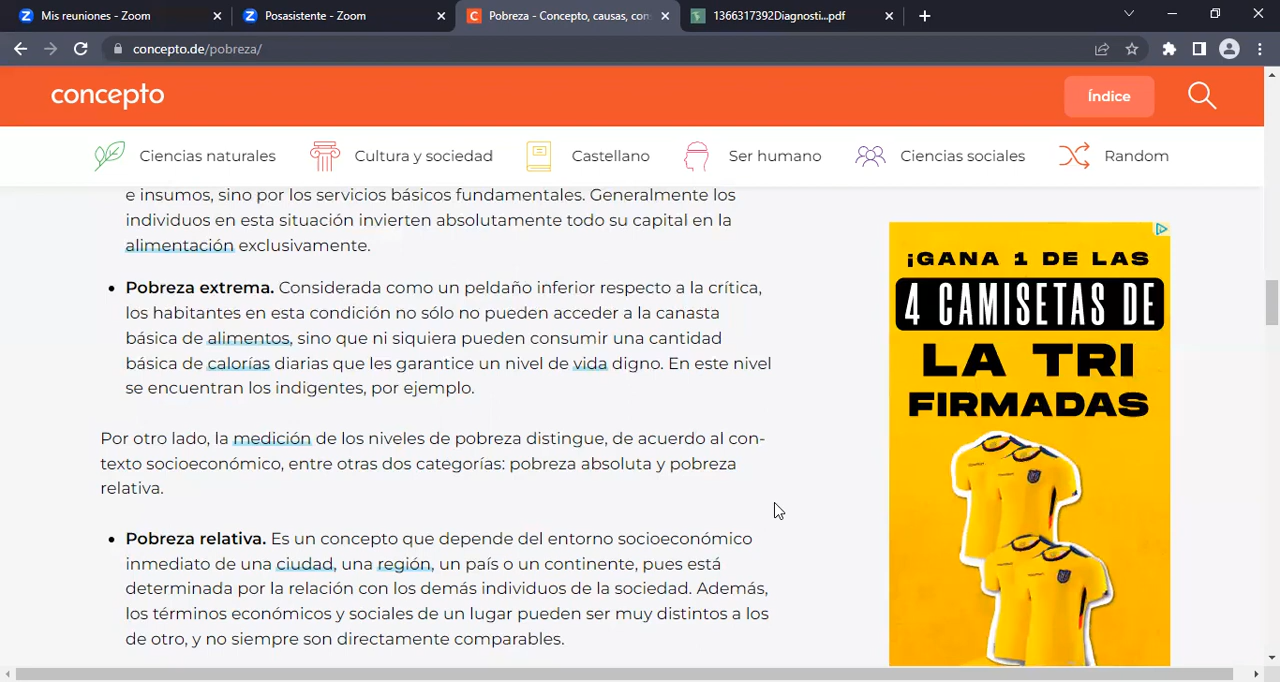 Mis reuniones - Zoom
Posasistente - Zoom
Pobreza - Concepto, causas, con
1366317392Diagnosti...pdf
concepto.de/pobreza/
concepto
Índice
Ciencias naturales
Cultura y sociedad
Castellano
Ser humano
Ciencias sociales
Random
e insumos, sino por los servicios básicos fundamentales. Generalmente los
individuos en esta situación invierten absolutamente todo su capital en la
alimentación exclusivamente.
• Pobreza extrema. Considerada como un peldaño inferior respecto a la crítica,
los habitantes en esta condición no sólo no pueden acceder a la canasta
básica de alimentos, sino que ni siquiera pueden consumir una cantidad
básica de calorías diarias que les garantice un nivel de vida digno. En este nivel
se encuentran los indigentes, por ejemplo.
Por otro lado, la medición de los niveles de pobreza distingue, de acuerdo al con-
texto socioeconómico, entre otras dos categorías: pobreza absoluta y pobreza
relativa.
• Pobreza relativa. Es un concepto que depende del entorno socioeconómico
inmediato de una ciudad, una región, un país o un continente, pues está
determinada por la relación con los demás individuos de la sociedad. Además,
los términos económicos y sociales de un lugar pueden ser muy distintos a los
de otro, y no siempre son directamente comparables.
¡GANA 1 DE LAS
4 CAMISETAS DE
LA TRI
FIRMADAS